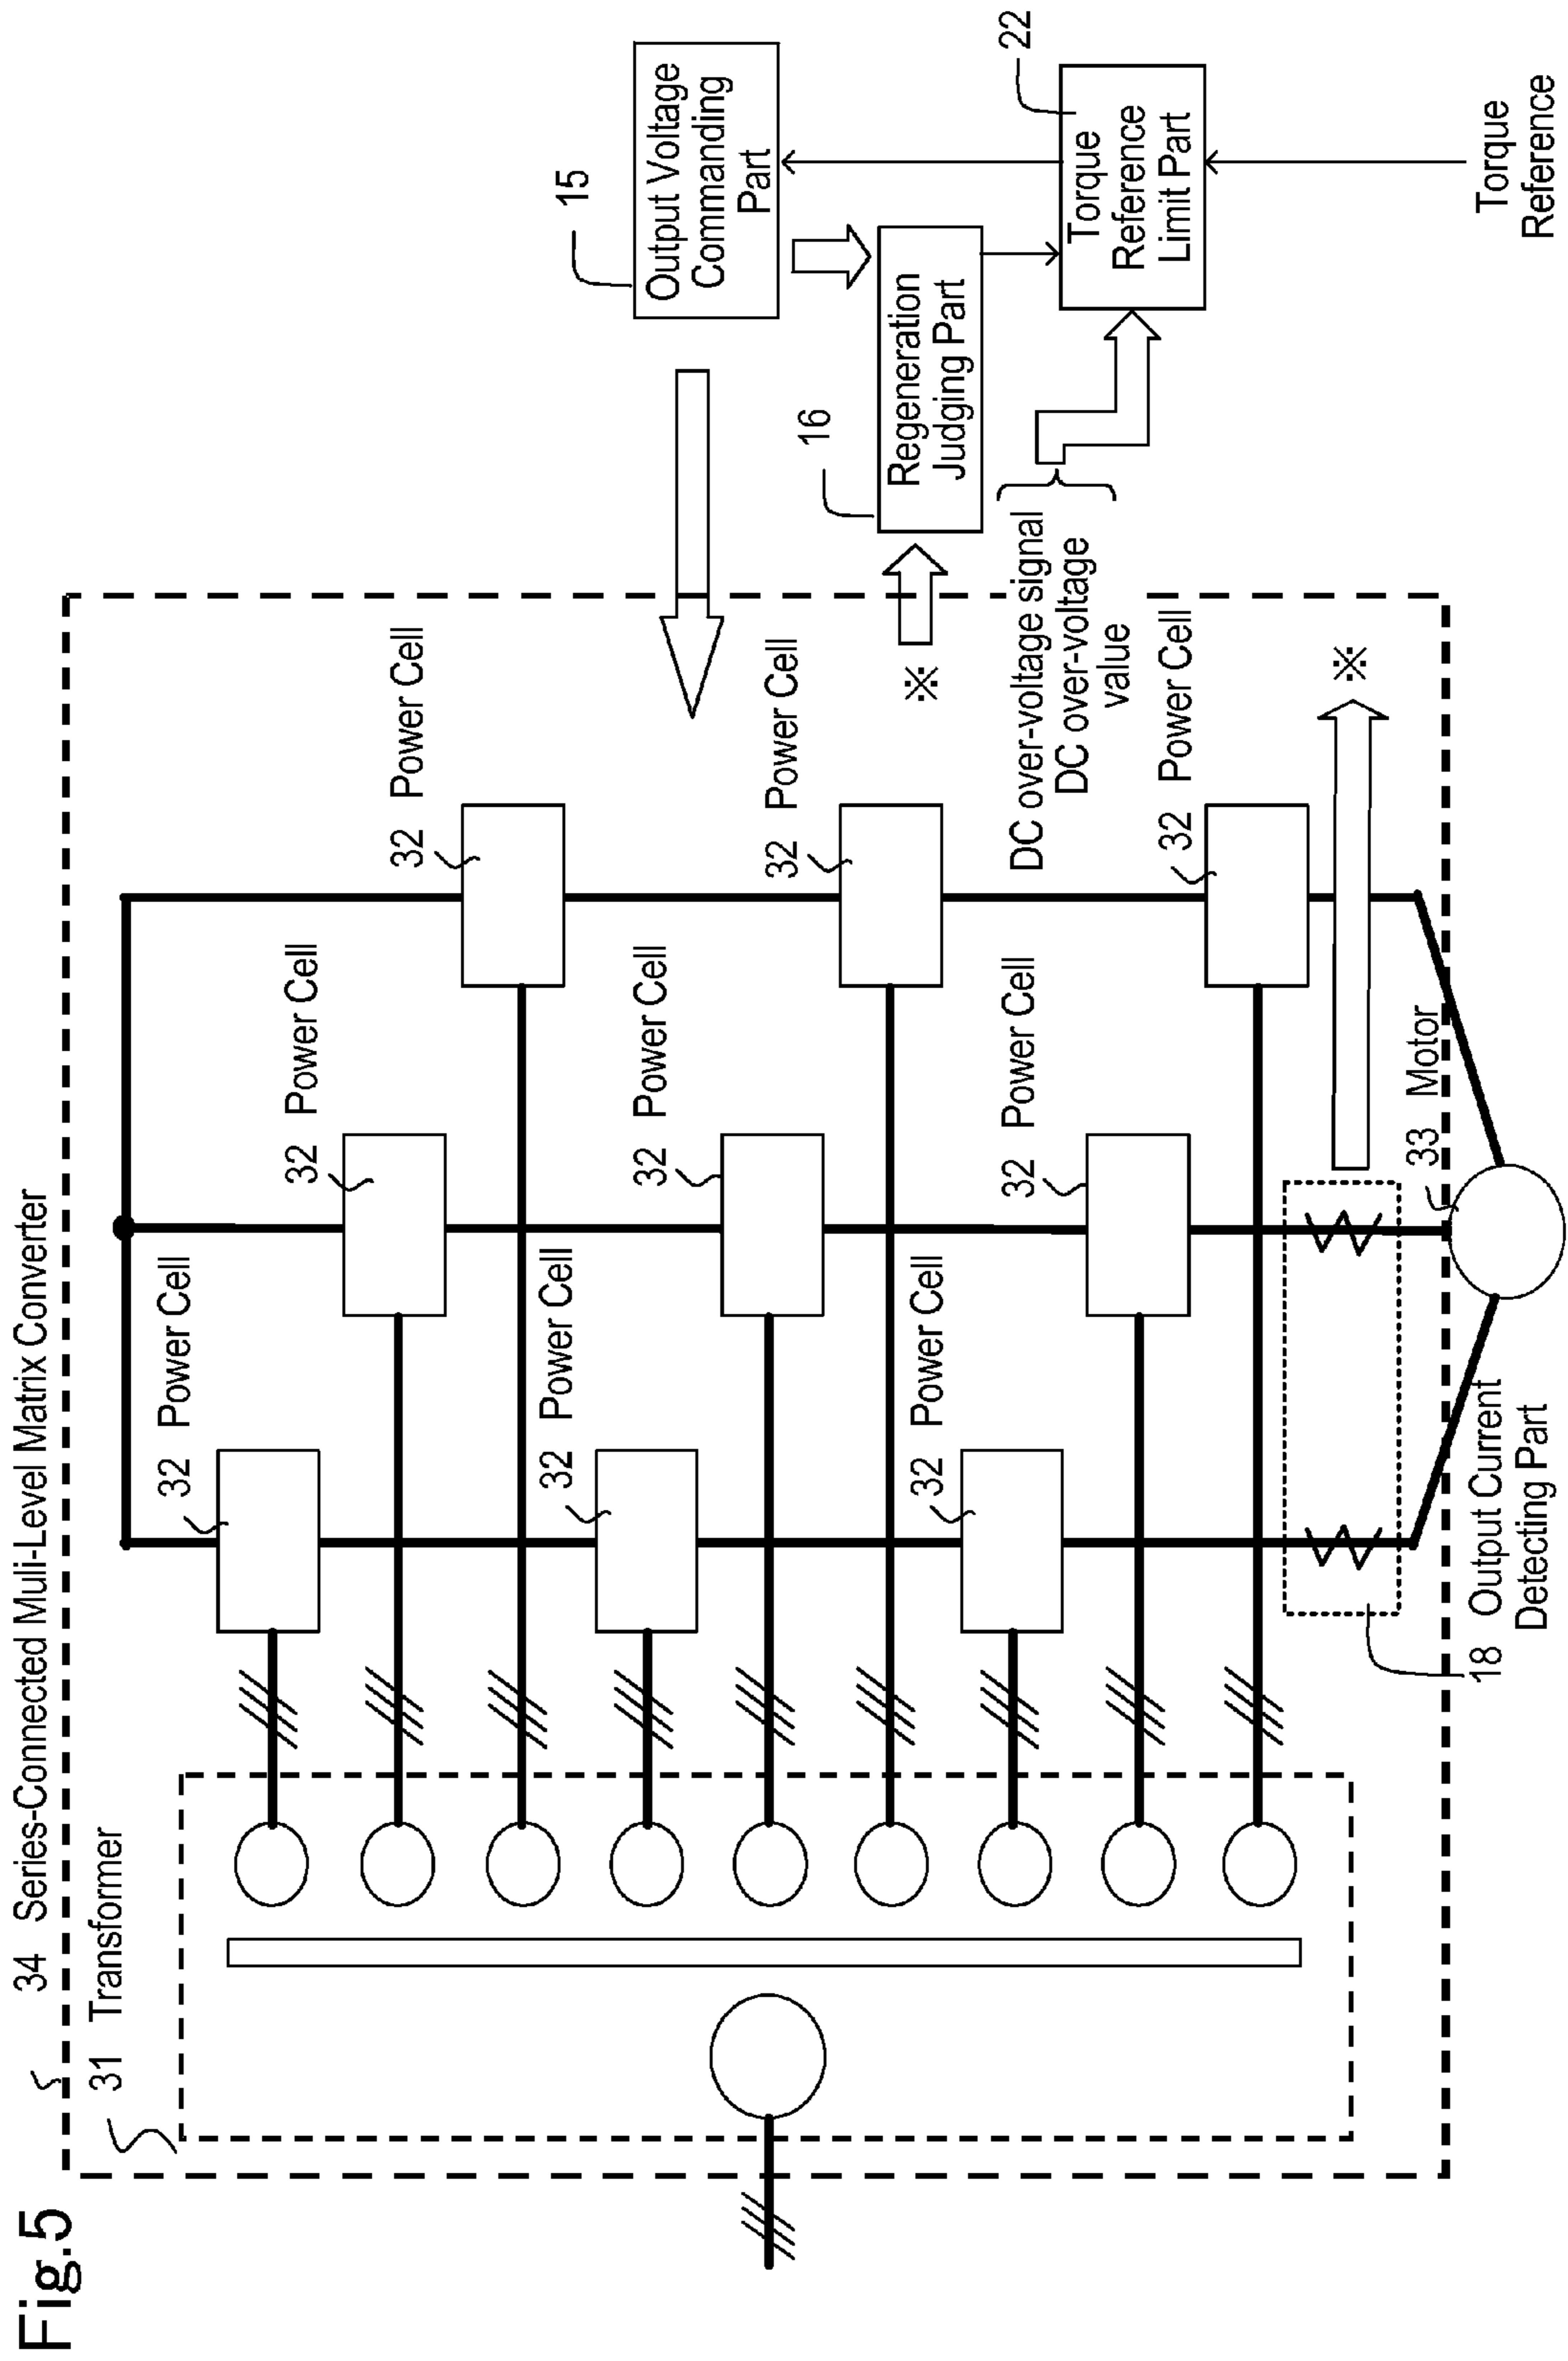 Fig.5
34 Series-Connected Muli-Level Matrix Converter
31 Transformer
32 Power Cell
32 Power Cell
32 Power Cell
32 Power Cell
32 Power Cell
32 Power Cell
32 Power Cell
32 Power Cell
32 Power Cell
15
Output Voltage
Commanding
Part
16
Regeneration
Judging Part
※
DC over-voltage signal
DC over-voltage
value
22
Torque
Reference
Limit Part
※
33 Motor
18 Output Current
Detecting Part
Torque
Reference